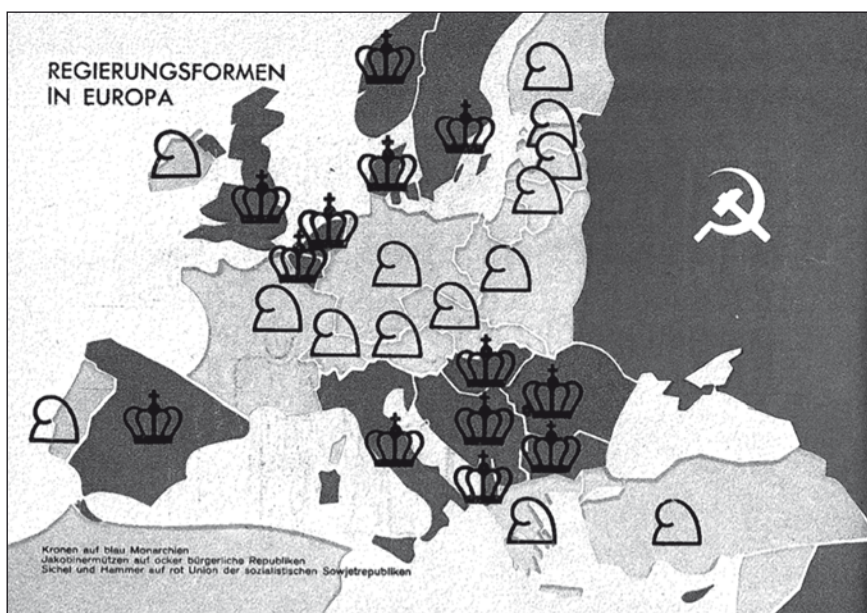 REGIERUNGSFORMEN
IN EUROPA
Kronen auf blau Monarchien
Jakobinermützen auf ocker bürgerliche Republiken
Sichel und Hammer auf rot Union der sozialistischen Sowjetrepubliken